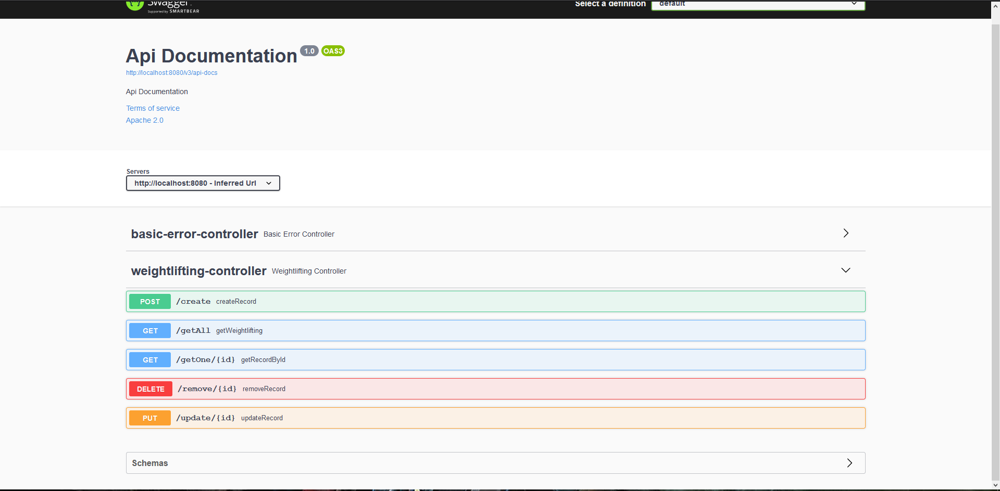 Swagger
Supported by SMARTBEAR
Select a definition
default
Api Documentation 1.0 OAS3
http://localhost:8080/v3/api-docs
Api Documentation
Terms of service
Apache 2.0
Servers
http://localhost:8080 - Inferred Url
basic-error-controller Basic Error Controller
weightlifting-controller Weightlifting Controller
POST /create createRecord
GET /getAll getWeightlifting
GET /getOne/{id} getRecordById
DELETE /remove/{id} removeRecord
PUT /update/{id} updateRecord
Schemas